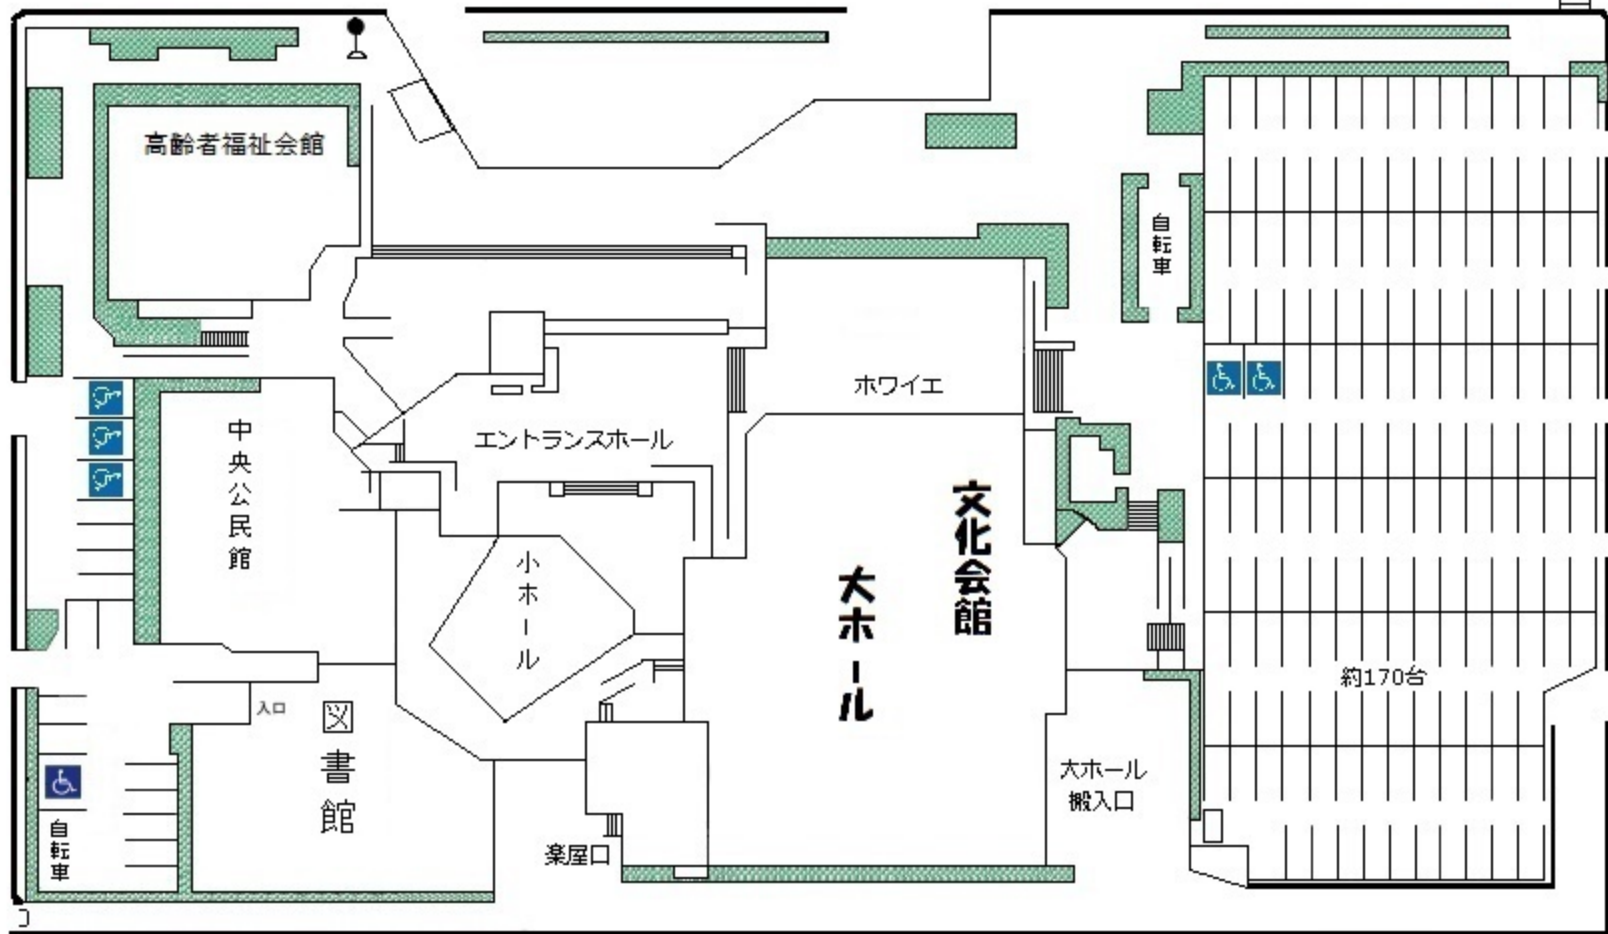 高齢者福祉会館
自転車
ホワイエ
エントランスホール
中央公民館
小ホール
文化会館
大ホール
約170台
入口
図書館
大ホール
搬入口
自転車
楽屋口